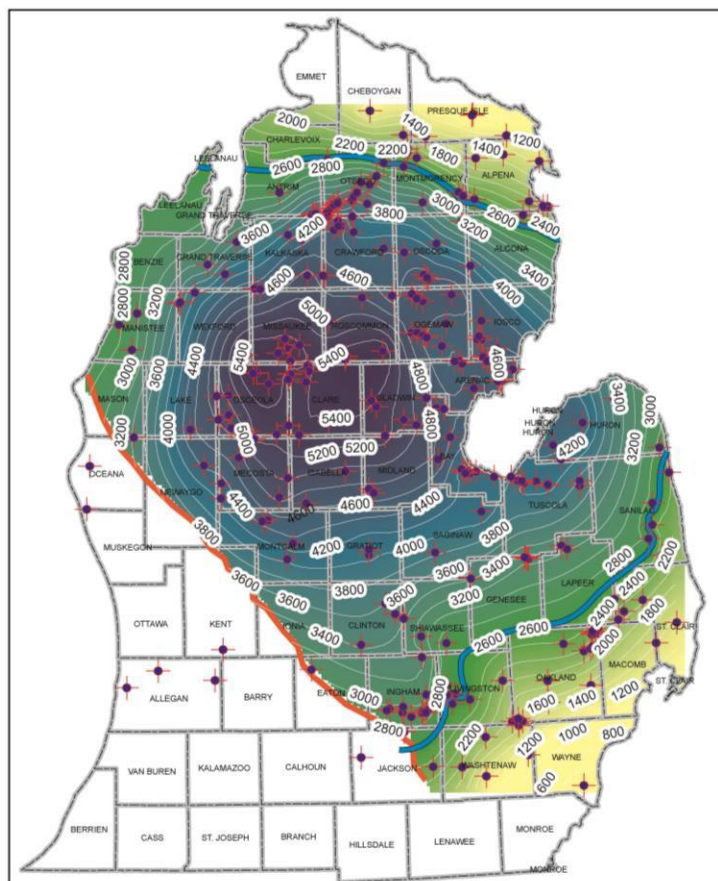 EMMET
CHEBOYGAN
PRESQUE ISLE
2000
1400
1200
CHARLEVOIX
2200
2200
1800
1400
LEELANAU
2600
2800
ALPENA
ANTRIM
OTSEGO
MONTMORENCY
LEELANAU
3000
2600
2400
GRAND TRAVERSE
3800
3200
4200
3600
ALCONA
2800
BENZIE
GRAND TRAVERSE
KALKASKA
CRAWFORD
OSCODA
3400
4600
4600
4000
2800
3200
5000
MANISTEE
WEXFORD
MISSAUKEE
ROSCOMMON
OGEMAW
IOSCO
3000
3600
4400
5400
5400
4800
ARENAC
4600
MASON
LAKE
OSCEOLA
CLARE
GLADWIN
3400
3000
3200
4000
5000
5400
4800
HURON
HURON
HURON
HURON
3200
4200
5200
5200
OCEANA
NEWAYGO
MECOSTA
ISABELLA
MIDLAND
BAY
4400
4600
4400
TUSCOLA
SANILAC
4600
3800
MUSKEGON
MONTCALM
4200
GRATIOT
4000
SAGINAW
3800
2800
2200
3600
3800
3600
3400
LAPEER
2400
3600
3600
3200
GENESEE
2400
1800
OTTAWA
KENT
IONIA
CLINTON
SHIAWASSEE
2600
2600
2000
ST. CLAIR
3400
MACOMB
ALLEGAN
BARRY
EATON
3000
INGHAM
2800
LIVINGSTON
OAKLAND
1600
1400
1200
ST. CLAIR
2800
2200
1200
1000
800
VAN BUREN
KALAMAZOO
CALHOUN
JACKSON
WASHTENAW
WAYNE
600
BERRIEN
CASS
ST. JOSEPH
BRANCH
HILLSDALE
LENAWEE
MONROE
MONROE